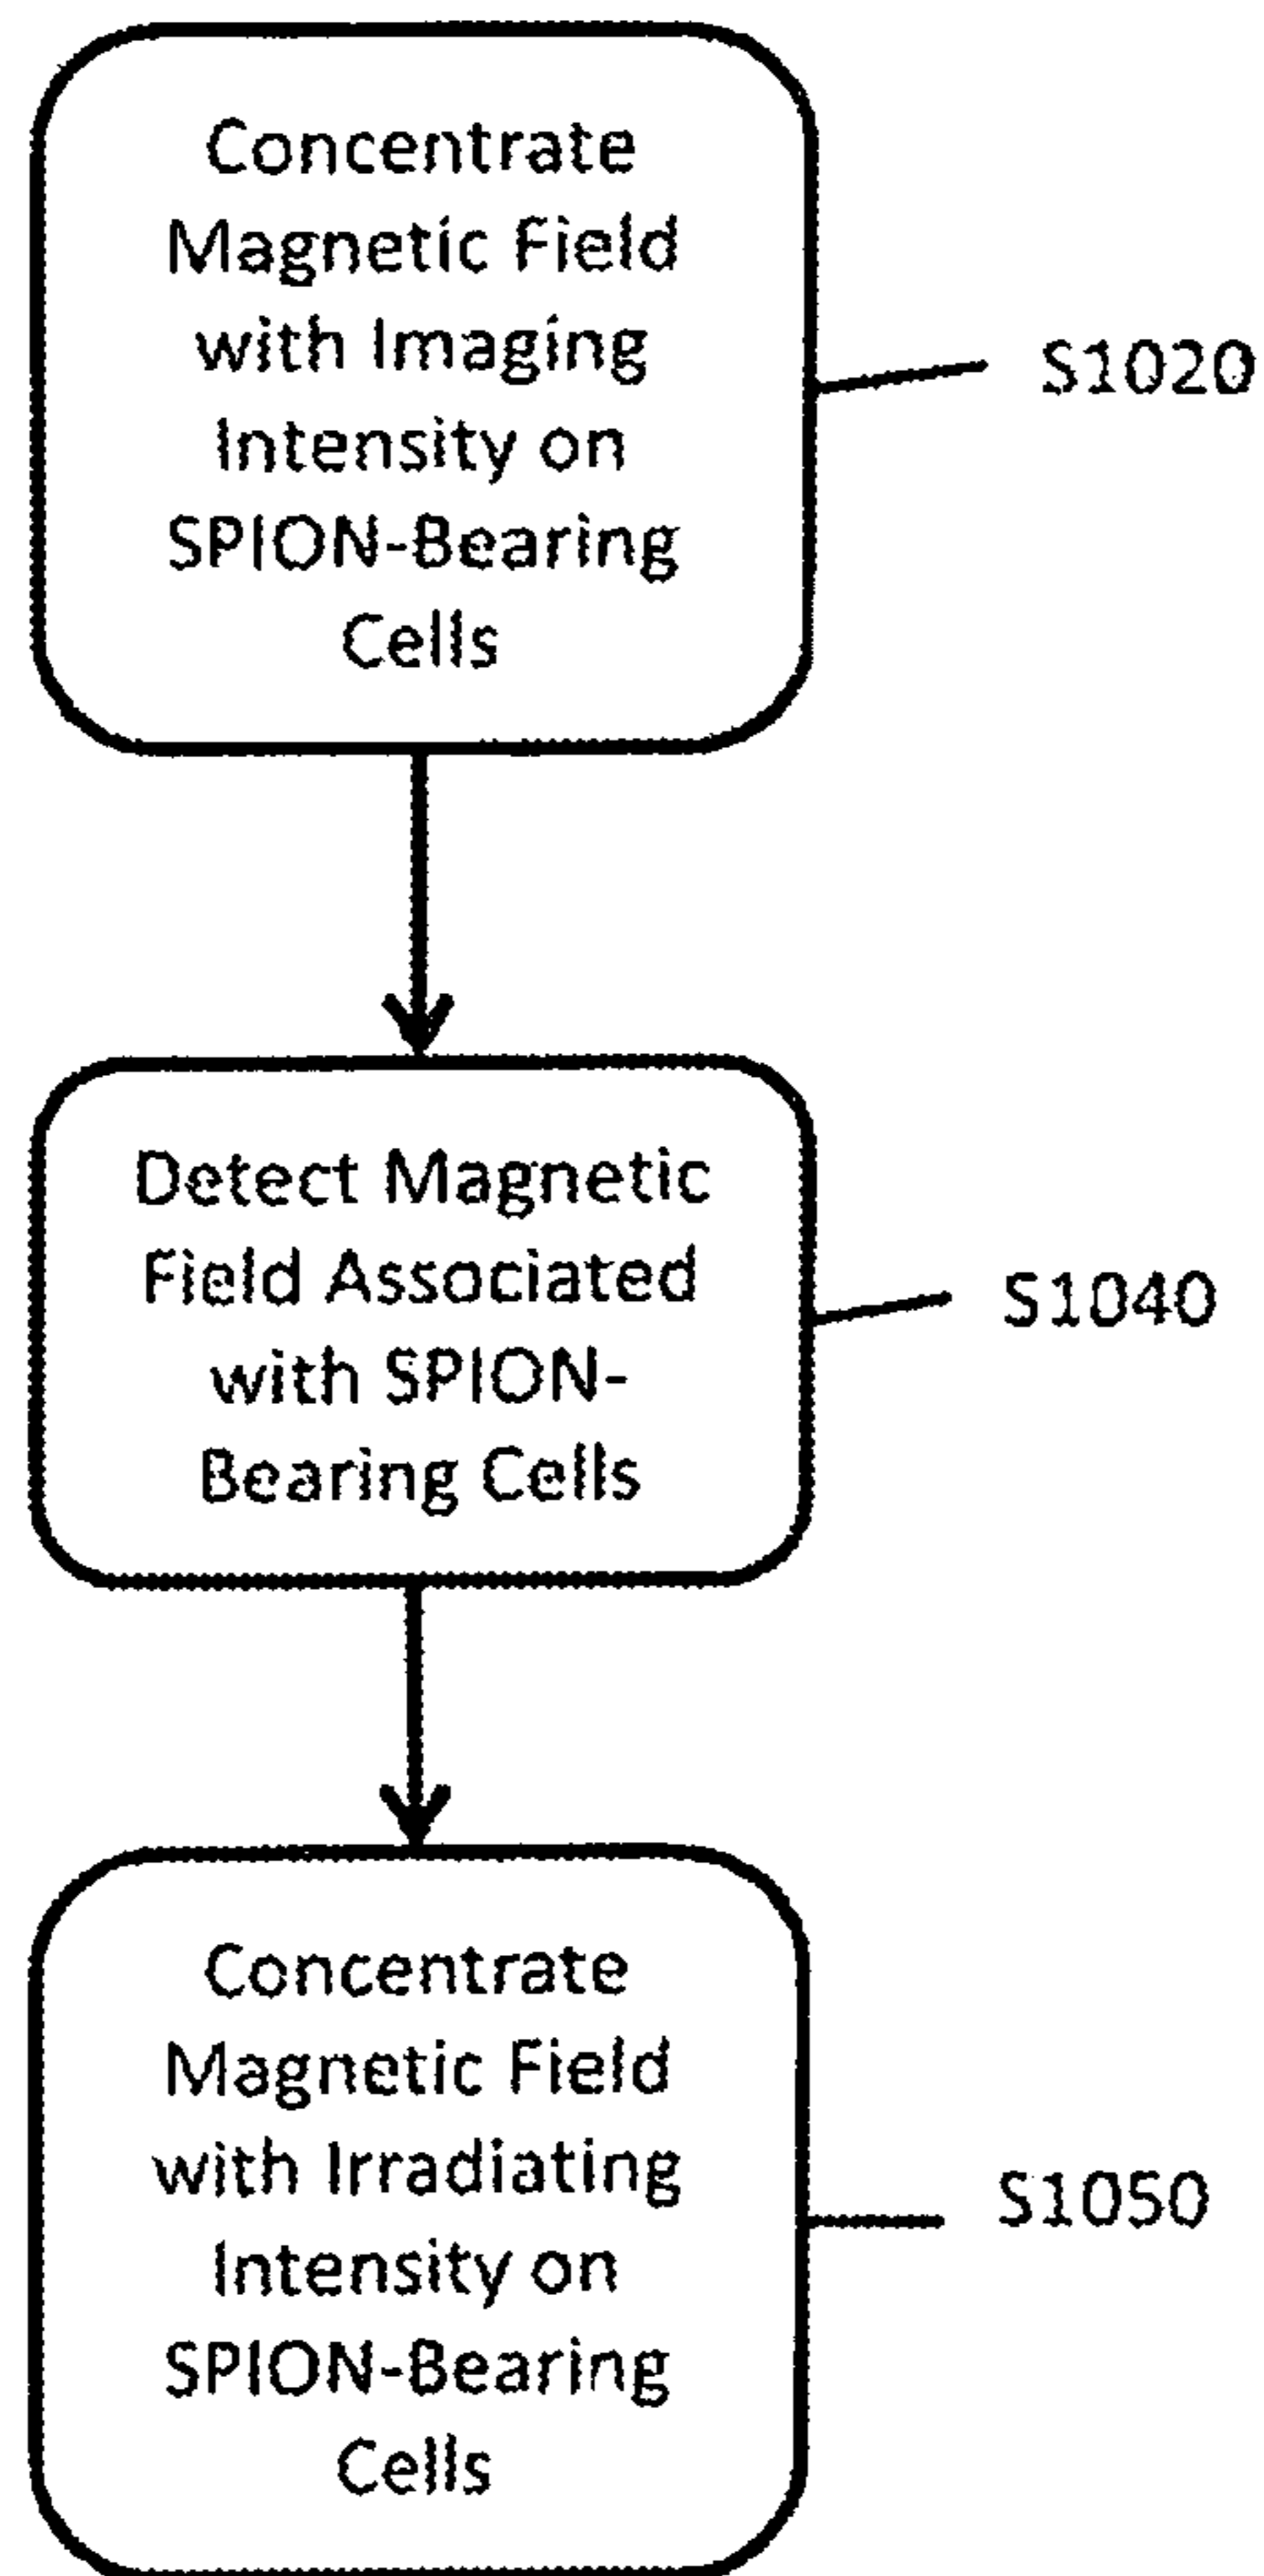 Concentrate
Magnetic Field
with Imaging
Intensity on
SPION-Bearing
Cells
S1020
Detect Magnetic
Field Associated
with SPION-
Bearing Cells
S1040
Concentrate
Magnetic Field
with Irradiating
Intensity on
SPION-Bearing
Cells
S1050